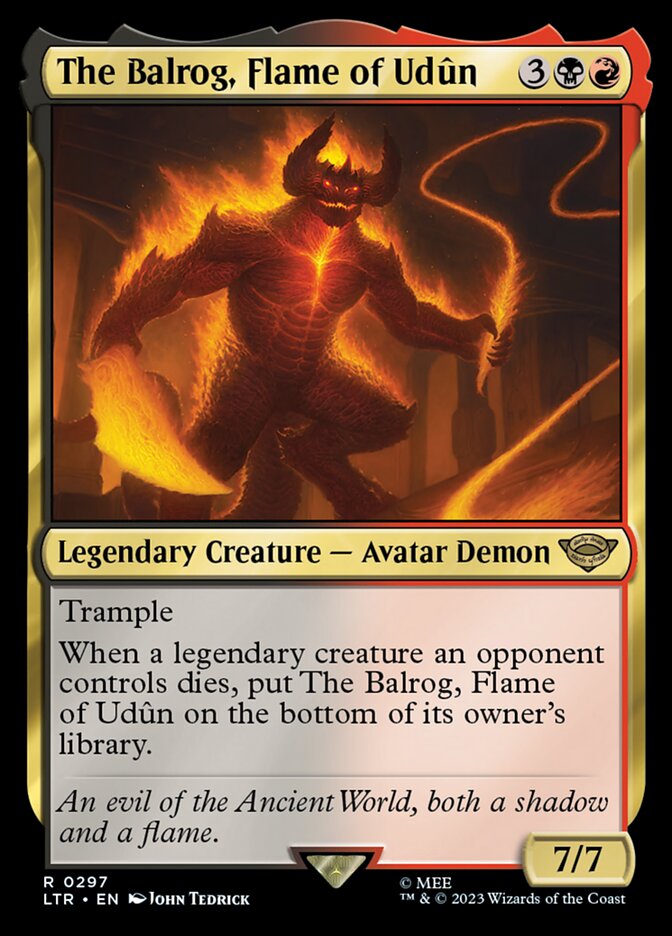 The Balrog, Flame of Udûn 3
Legendary Creature — Avatar Demon
Trample
When a legendary creature an opponent
controls dies, put The Balrog, Flame
of Udûn on the bottom of its owner's
library.
An evil of the Ancient World, both a shadow
and a flame.
7/7
R 0297
LTR • EN JOHN TEDRICK
© MEE
™ & © 2023 Wizards of the Coast